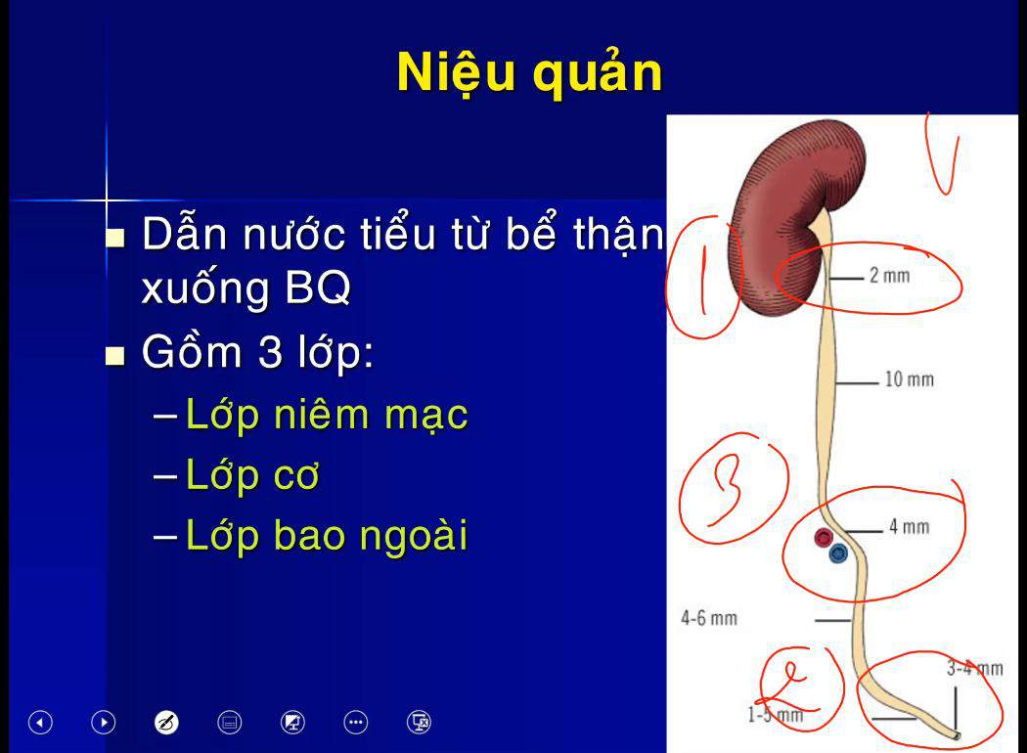 Niệu quản
Dẫn nước tiểu từ bể thận
xuống BQ
Gồm 3 lớp:
– Lớp niêm mạc
– Lớp cơ
– Lớp bao ngoài
1
2 mm
10 mm
3
4 mm
4-6 mm
3-4 mm
2
1-5 mm